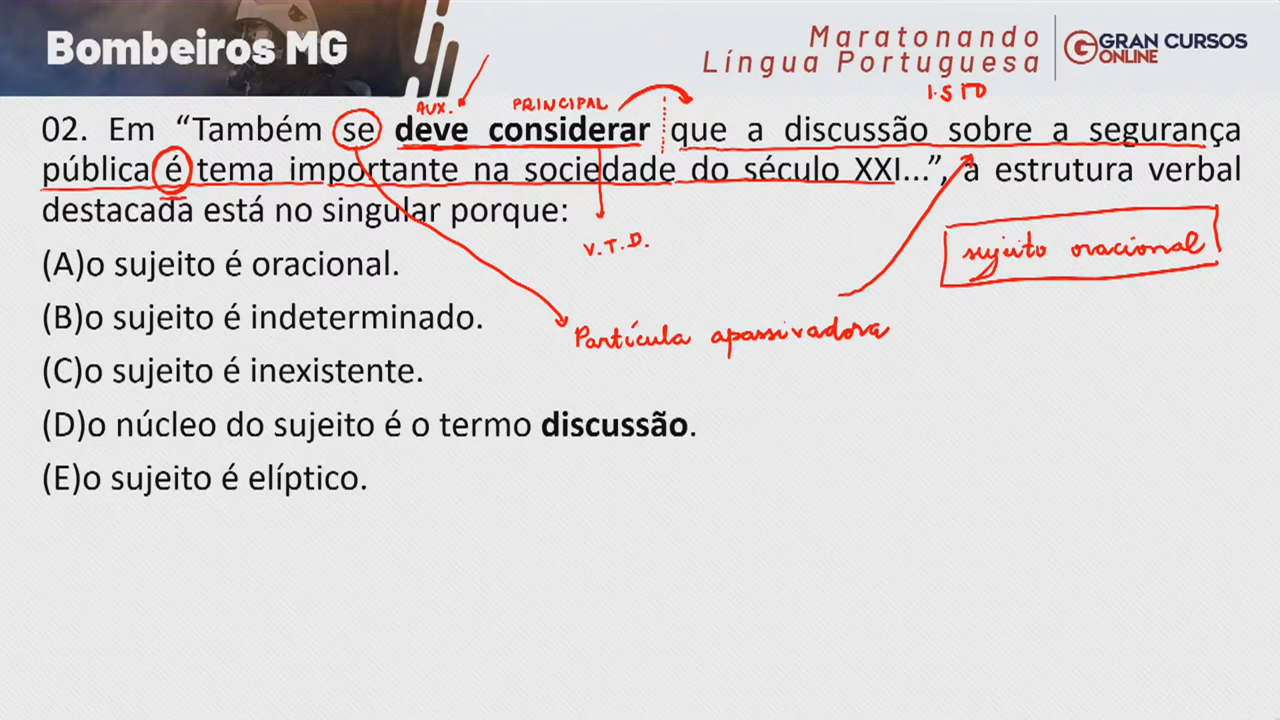 Bombeiros MG
Maratonando
Língua Portuguesa
GRAN CURSOS
ONLINE
AUX. PRINCIPAL ISTO
02. Em “Também se deve considerar que a discussão sobre a segurança
pública é tema importante na sociedade do século XXI...”, a estrutura verbal
destacada está no singular porque:
V.T.D.
sujeito oracional
(A)o sujeito é oracional.
(B)o sujeito é indeterminado.
Partícula apassivadora
(C)o sujeito é inexistente.
(D)o núcleo do sujeito é o termo discussão.
(E)o sujeito é elíptico.